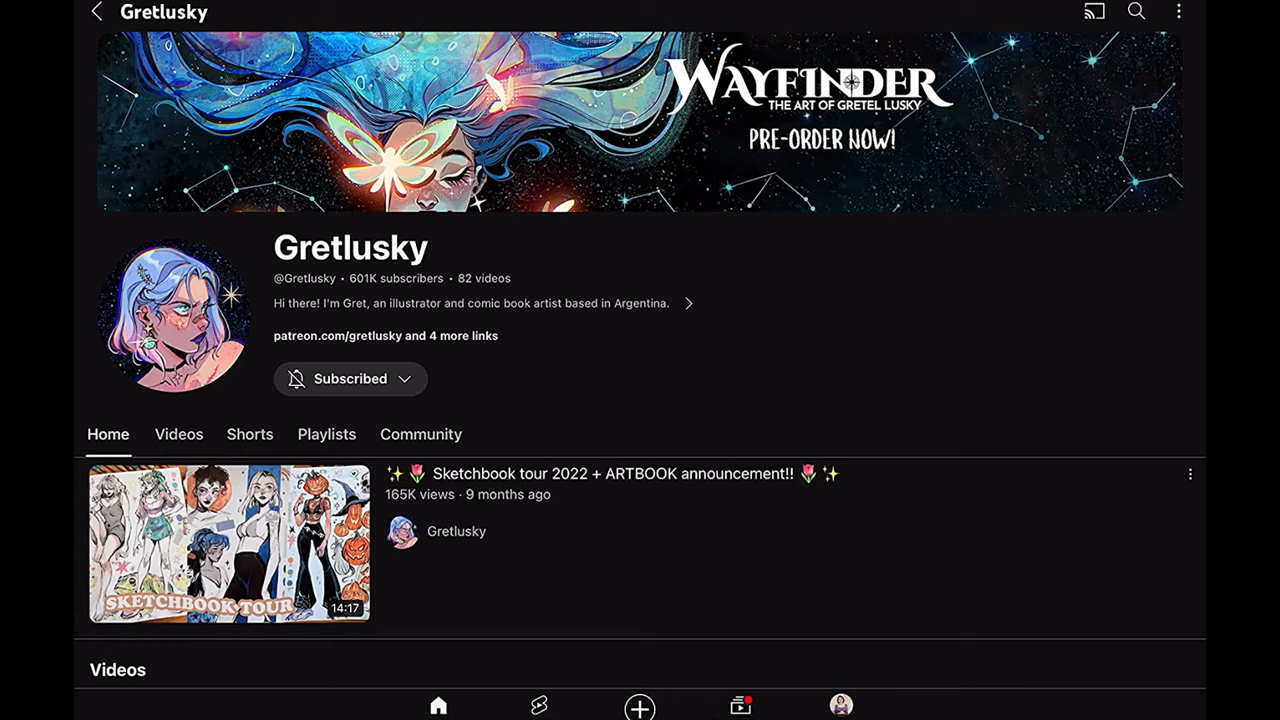 Gretlusky
WAYFINDER
THE ART OF GRETEL LUSKY
PRE-ORDER NOW!
Gretlusky
@Gretlusky • 601K subscribers • 82 videos
Hi there! I'm Gret, an illustrator and comic book artist based in Argentina.
patreon.com/gretlusky and 4 more links
Subscribed
Home Videos Shorts Playlists Community
✨🌷 Sketchbook tour 2022 + ARTBOOK announcement!! 🌷✨
165K views · 9 months ago
Gretlusky
SKETCHBOOK TOUR
14:17
Videos